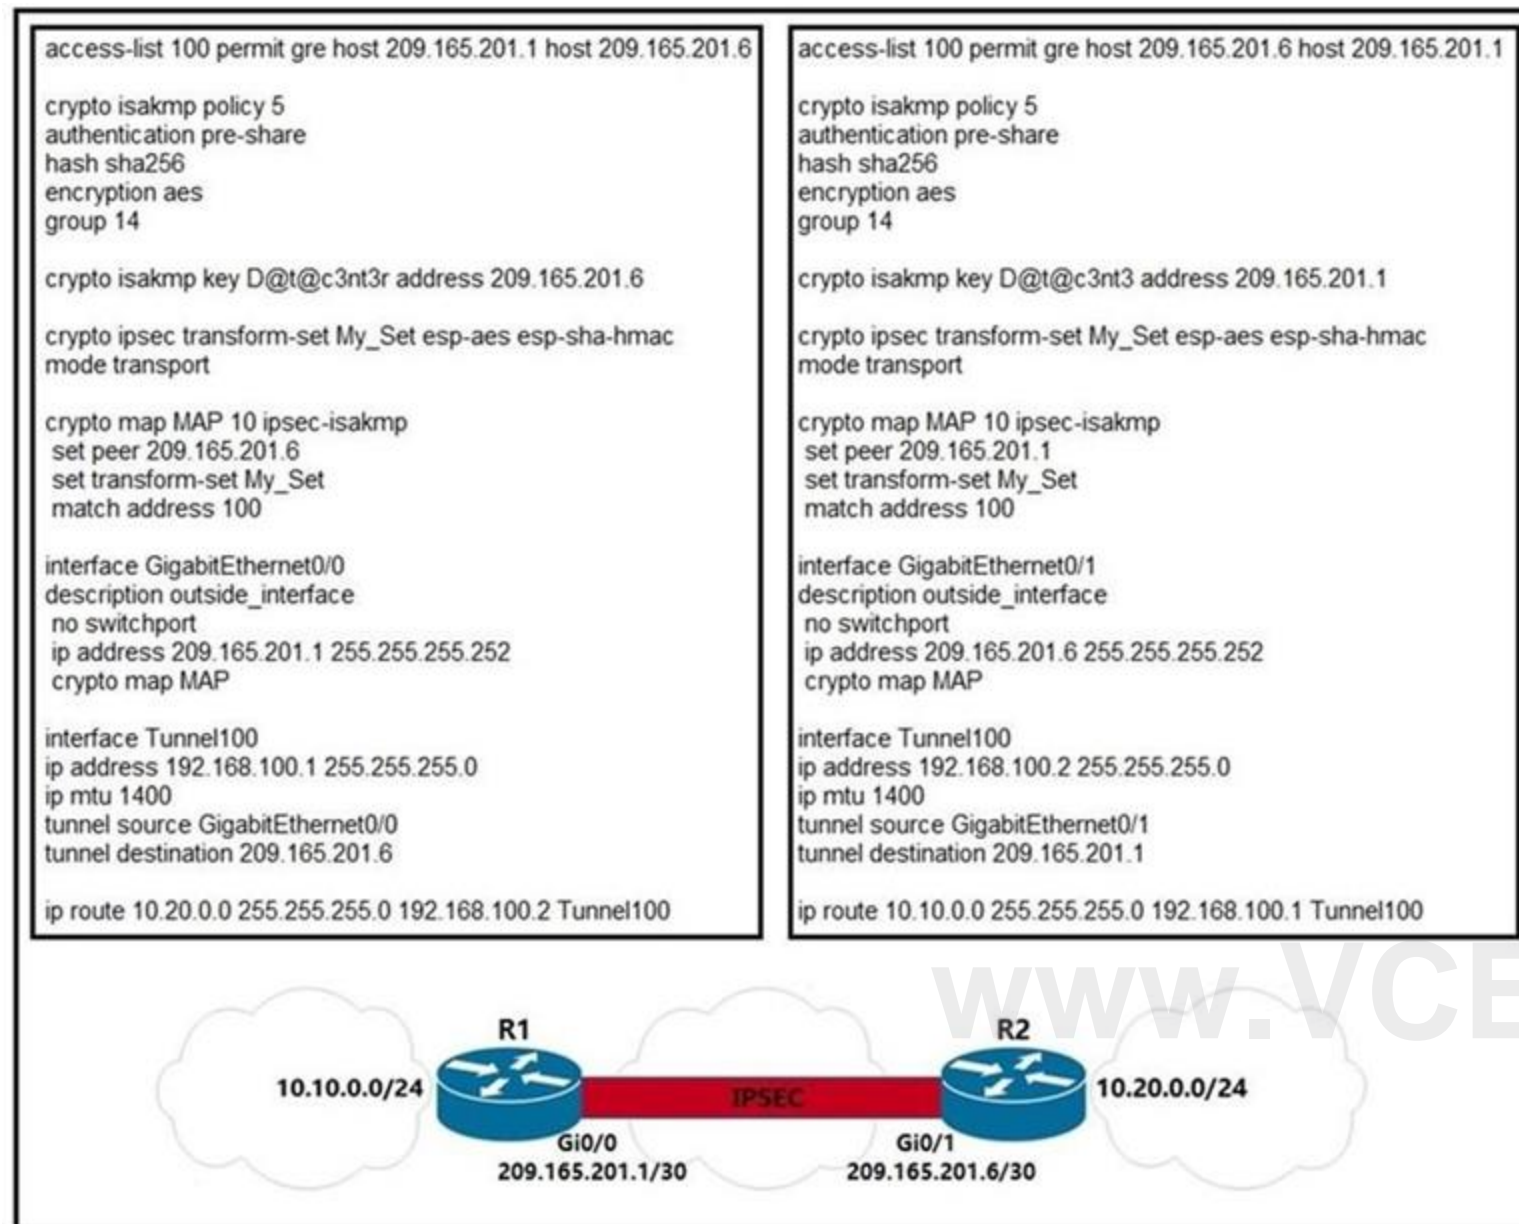 access-list 100 permit gre host 209.165.201.1 host 209.165.201.6
crypto isakmp policy 5
authentication pre-share
hash sha256
encryption aes
group 14
crypto isakmp key D@t@c3nt3r address 209.165.201.6
crypto ipsec transform-set My_Set esp-aes esp-sha-hmac
mode transport
crypto map MAP 10 ipsec-isakmp
set peer 209.165.201.6
set transform-set My_Set
match address 100
interface GigabitEthernet0/0
description outside_interface
no switchport
ip address 209.165.201.1 255.255.255.252
crypto map MAP
interface Tunnel100
ip address 192.168.100.1 255.255.255.0
ip mtu 1400
tunnel source GigabitEthernet0/0
tunnel destination 209.165.201.6
ip route 10.20.0.0 255.255.255.0 192.168.100.2 Tunnel100
access-list 100 permit gre host 209.165.201.6 host 209.165.201.1
crypto isakmp policy 5
authentication pre-share
hash sha256
encryption aes
group 14
crypto isakmp key D@t@c3nt3 address 209.165.201.1
crypto ipsec transform-set My_Set esp-aes esp-sha-hmac
mode transport
crypto map MAP 10 ipsec-isakmp
set peer 209.165.201.1
set transform-set My_Set
match address 100
interface GigabitEthernet0/1
description outside_interface
no switchport
ip address 209.165.201.6 255.255.255.252
crypto map MAP
interface Tunnel100
ip address 192.168.100.2 255.255.255.0
ip mtu 1400
tunnel source GigabitEthernet0/1
tunnel destination 209.165.201.1
ip route 10.10.0.0 255.255.255.0 192.168.100.1 Tunnel100
www.VCE
R1
R2
10.10.0.0/24
IPSEC
10.20.0.0/24
Gi0/0
209.165.201.1/30
Gi0/1
209.165.201.6/30